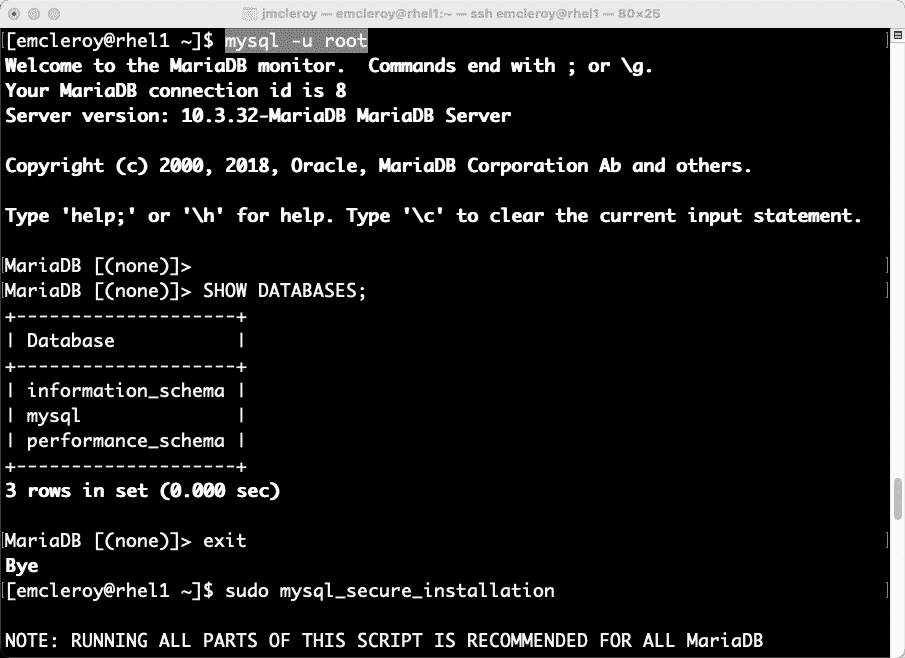 jmcleroy — emcleroy@rhel1:~ — ssh emcleroy@rhel1 — 80×25
[emcleroy@rhel1 ~]$ mysql -u root
Welcome to the MariaDB monitor.  Commands end with ; or \g.
Your MariaDB connection id is 8
Server version: 10.3.32-MariaDB MariaDB Server
Copyright (c) 2000, 2018, Oracle, MariaDB Corporation Ab and others.
Type 'help;' or '\h' for help. Type '\c' to clear the current input statement.
MariaDB [(none)]>
MariaDB [(none)]> SHOW DATABASES;
+--------------------+
| Database           |
+--------------------+
| information_schema |
| mysql              |
| performance_schema |
+--------------------+
3 rows in set (0.000 sec)
MariaDB [(none)]> exit
Bye
[emcleroy@rhel1 ~]$ sudo mysql_secure_installation
NOTE: RUNNING ALL PARTS OF THIS SCRIPT IS RECOMMENDED FOR ALL MariaDB